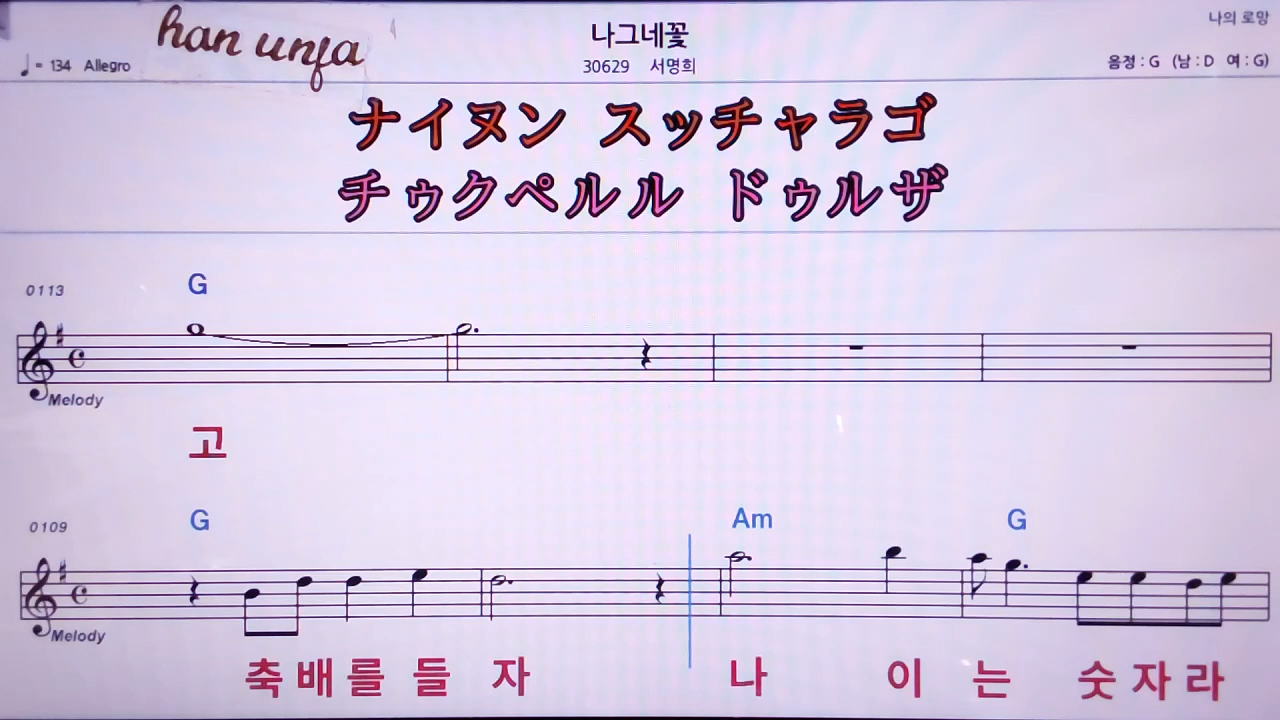 han unja
나그네꽃
나의 로망
♩= 134 Allegro
30629 서명희
음정 : G (남 : D 여 : G)
ナイヌン スッチャラゴ
チゥクペルル ドゥルザ
0113
G
Melody
고
0109
G Am G
Melody
축 배 를 들 자 나 이 는 숫 자 라